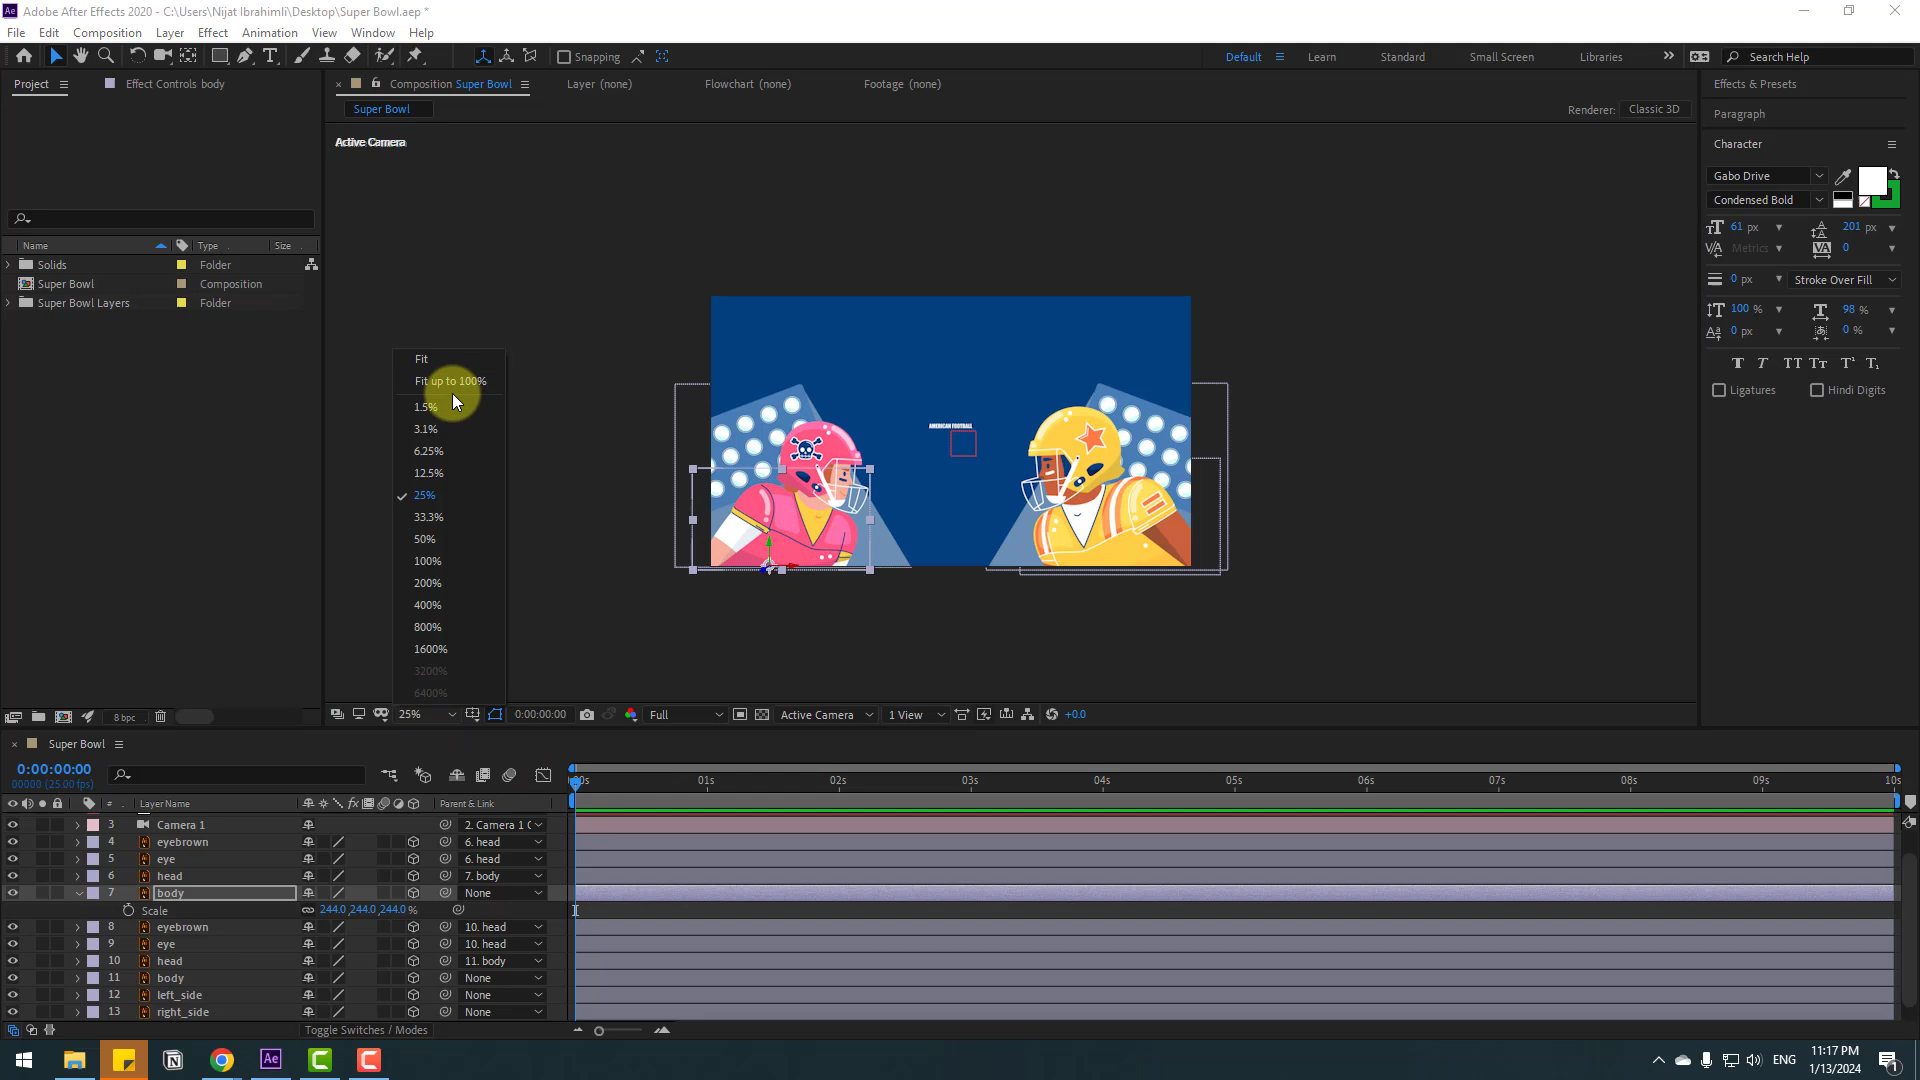 Adobe After Effects 2020 - C:\Users\Nijat Ibrahimli\Desktop\Super Bowl.aep *
File Edit Composition Layer Effect Animation View Window Help
Snapping Default Learn Standard Small Screen Libraries Search Help
Project Effect Controls body Composition Super Bowl Layer (none) Flowchart (none) Footage (none) Effects & Presets
Super Bowl Renderer: Classic 3D Paragraph
Active Camera Character
Gabo Drive
Condensed Bold
61 px 201 px
Metrics 0
0 px Stroke Over Fill
100 % 98 %
0 px 0 %
Ligatures Hindi Digits
Name Type Size
Solids Folder
Super Bowl Composition
Super Bowl Layers Folder
Fit
Fit up to 100%
1.5%
3.1%
6.25%
12.5%
25%
33.3%
50%
100%
200%
400%
800%
1600%
3200%
6400%
AMERICAN FOOTBALL
8 bpc 25% 0:00:00:00 Full Active Camera 1 View +0.0
Super Bowl
0:00:00:00
00000 (25.00 fps)
00s 01s 02s 03s 04s 05s 06s 07s 08s 09s 10s
# Layer Name Parent & Link
3 Camera 1 2. Camera 1 C
4 eyebrown 6. head
5 eye 6. head
6 head 7. body
7 body None
Scale 244.0,244.0,244.0 %
8 eyebrown 10. head
9 eye 10. head
10 head 11. body
11 body None
12 left_side None
13 right_side None
Toggle Switches / Modes
Ae ENG 11:17 PM
1/13/2024
1